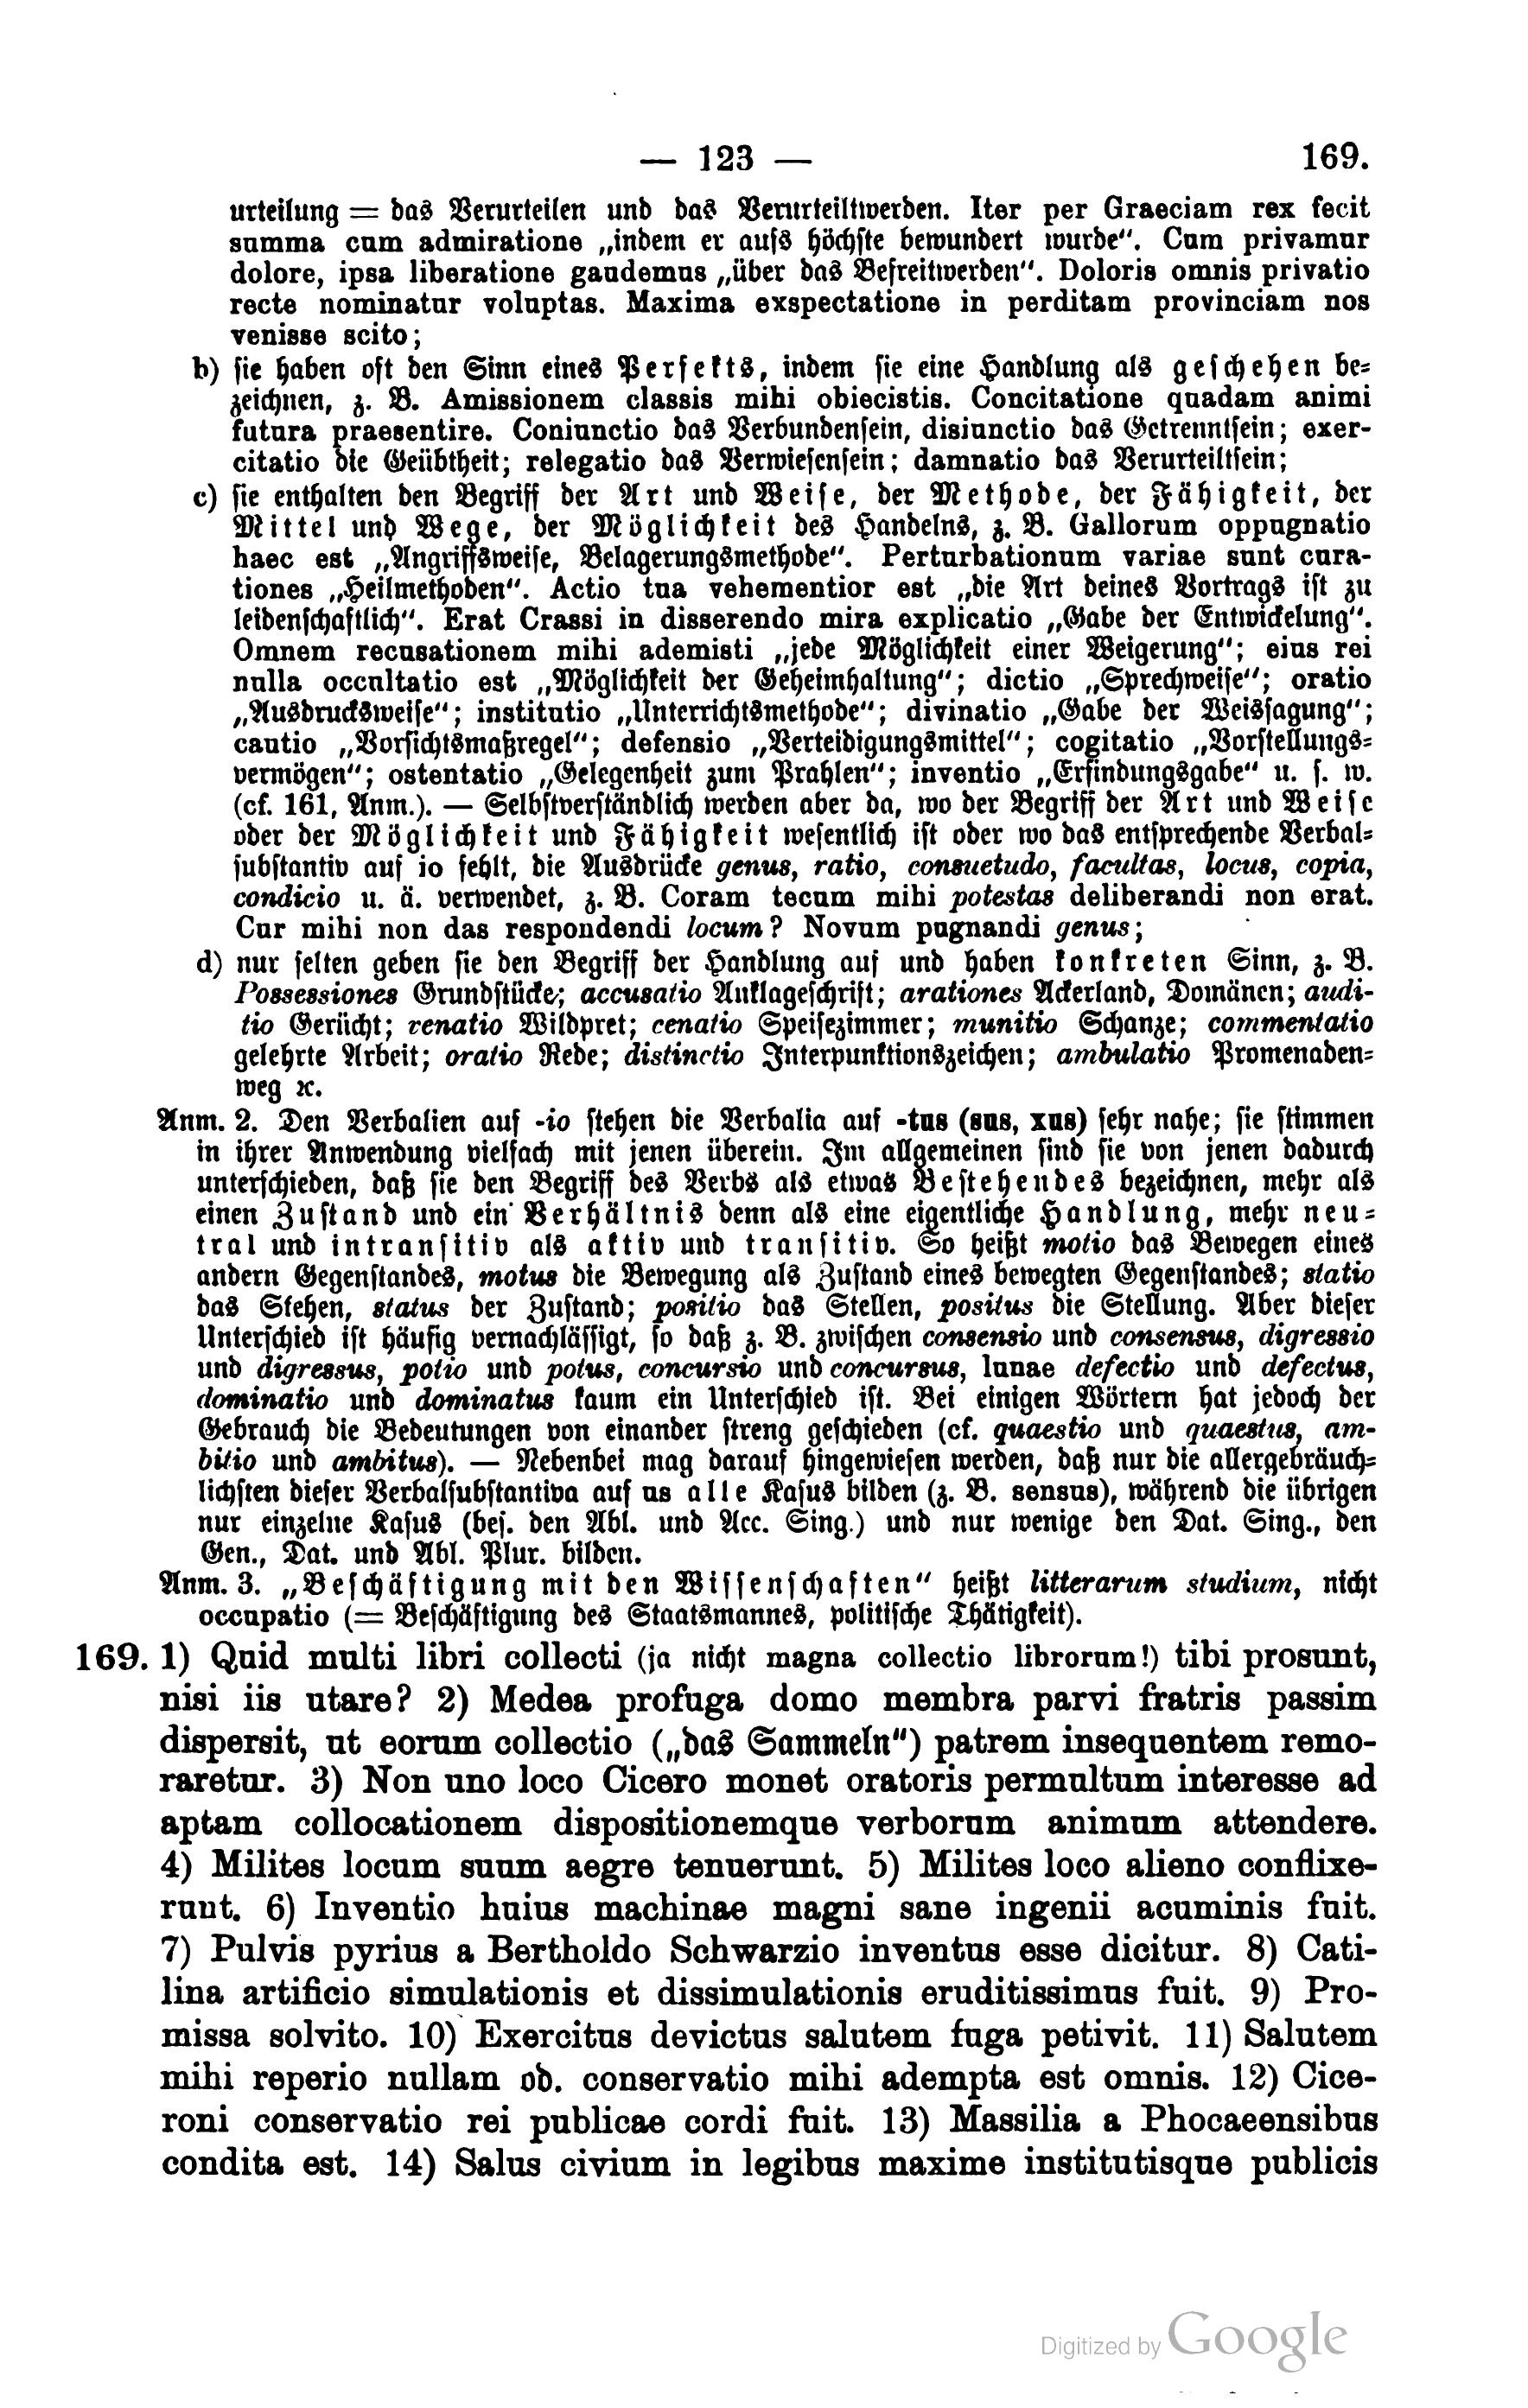 — 123 — 169.
urteilung = das Verurteilen und das Verurteiltwerden. Iter per Graeciam rex fecit
summa cum admiratione „indem er aufs höchste bewundert wurde“. Cum privamur
dolore, ipsa liberatione gaudemus „über das Befreitwerden“. Doloris omnis privatio
recte nominatur voluptas. Maxima exspectatione in perditam provinciam nos
venisse scito;
b) sie haben oft den Sinn eines Perfekts, indem sie eine Handlung als geschehen be-
zeichnen, z. B. Amissionem classis mihi obiecistis. Concitatione quadam animi
futura praesentire. Coniunctio das Verbundensein, disiunctio das Getrenntsein; exer-
citatio die Geübtheit; relegatio das Verwiesensein; damnatio das Verurteiltsein;
c) sie enthalten den Begriff der Art und Weise, der Methode, der Fähigkeit, der
Mittel und Wege, der Möglichkeit des Handelns, z. B. Gallorum oppugnatio
haec est „Angriffsweise, Belagerungsmethode“. Perturbationum variae sunt cura-
tiones „Heilmethoden“. Actio tua vehementior est „die Art deines Vortrags ist zu
leidenschaftlich“. Erat Crassi in disserendo mira explicatio „Gabe der Entwickelung“.
Omnem recusationem mihi ademisti „jede Möglichkeit einer Weigerung“; eius rei
nulla occultatio est „Möglichkeit der Geheimhaltung“; dictio „Sprechweise“; oratio
„Ausdrucksweise“; institutio „Unterrichtsmethode“; divinatio „Gabe der Weissagung“;
cautio „Vorsichtsmaßregel“; defensio „Verteidigungsmittel“; cogitatio „Vorstellungs-
vermögen“; ostentatio „Gelegenheit zum Prahlen“; inventio „Erfindungsgabe“ u. s. w.
(cf. 161, Anm.). — Selbstverständlich werden aber da, wo der Begriff der Art und Weise
oder der Möglichkeit und Fähigkeit wesentlich ist oder wo das entsprechende Verbal-
substantiv auf io fehlt, die Ausdrücke genus, ratio, consuetudo, facultas, locus, copia,
condicio u. ä. verwendet, z. B. Coram tecum mihi potestas deliberandi non erat.
Cur mihi non das respondendi locum? Novum pugnandi genus;
d) nur selten geben sie den Begriff der Handlung auf und haben konkreten Sinn, z. B.
Possessiones Grundstücke; accusatio Anklageschrift; arationes Ackerland, Domänen; audi-
tio Gerücht; venatio Wildpret; cenatio Speisezimmer; munitio Schanze; commentatio
gelehrte Arbeit; oratio Rede; distinctio Interpunktionszeichen; ambulatio Promenaden-
weg ꝛc.
Anm. 2. Den Verbalien auf -io stehen die Verbalia auf -tus (sus, xus) sehr nahe; sie stimmen
in ihrer Anwendung vielfach mit jenen überein. Im allgemeinen sind sie von jenen dadurch
unterschieden, daß sie den Begriff des Verbs als etwas Bestehendes bezeichnen, mehr als
einen Zustand und ein Verhältnis denn als eine eigentliche Handlung, mehr neu-
tral und intransitiv als aktiv und transitiv. So heißt motio das Bewegen eines
andern Gegenstandes, motus die Bewegung als Zustand eines bewegten Gegenstandes; statio
das Stehen, status der Zustand; positio das Stellen, positus die Stellung. Aber dieser
Unterschied ist häufig vernachlässigt, so daß z. B. zwischen consensio und consensus, digressio
und digressus, potio und potus, concursio und concursus, lunae defectio und defectus,
dominatio und dominatus kaum ein Unterschied ist. Bei einigen Wörtern hat jedoch der
Gebrauch die Bedeutungen von einander streng geschieden (cf. quaestio und quaestus, am-
bitio und ambitus). — Nebenbei mag darauf hingewiesen werden, daß nur die allergebräuch-
lichsten dieser Verbalsubstantiva auf us alle Kasus bilden (z. B. sensus), während die übrigen
nur einzelne Kasus (bes. den Abl. und Acc. Sing.) und nur wenige den Dat. Sing., den
Gen., Dat. und Abl. Plur. bilden.
Anm. 3. „Beschäftigung mit den Wissenschaften“ heißt litterarum studium, nicht
occupatio (= Beschäftigung des Staatsmannes, politische Thätigkeit).
169. 1) Quid multi libri collecti (ja nicht magna collectio librorum!) tibi prosunt,
nisi iis utare? 2) Medea profuga domo membra parvi fratris passim
dispersit, ut eorum collectio („das Sammeln“) patrem insequentem remo-
raretur. 3) Non uno loco Cicero monet oratoris permultum interesse ad
aptam collocationem dispositionemque verborum animum attendere.
4) Milites locum suum aegre tenuerunt. 5) Milites loco alieno conflixe-
runt. 6) Inventio huius machinae magni sane ingenii acuminis fuit.
7) Pulvis pyrius a Bertholdo Schwarzio inventus esse dicitur. 8) Cati-
lina artificio simulationis et dissimulationis eruditissimus fuit. 9) Pro-
missa solvito. 10) Exercitus devictus salutem fuga petivit. 11) Salutem
mihi reperio nullam od. conservatio mihi adempta est omnis. 12) Cice-
roni conservatio rei publicae cordi fuit. 13) Massilia a Phocaeensibus
condita est. 14) Salus civium in legibus maxime institutisque publicis
Digitized by Google